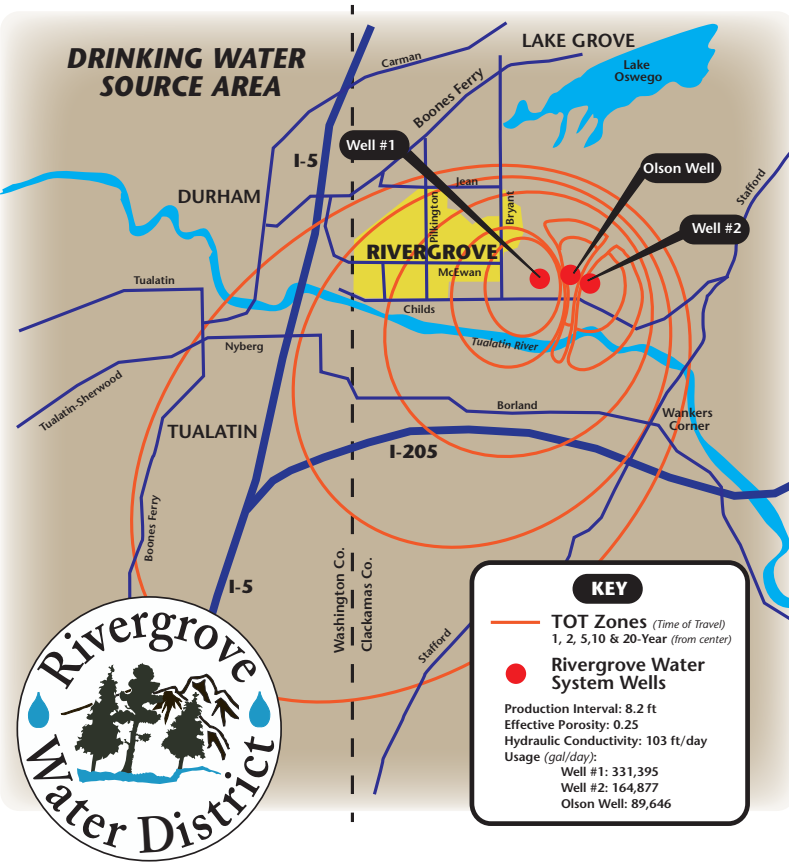 DRINKING WATER
SOURCE AREA
LAKE GROVE
Lake
Oswego
Carman
Boones Ferry
Well #1
I-5
Olson Well
Stafford
DURHAM
Jean
Pilkington
Bryant
Well #2
RIVERGROVE
McEwan
Tualatin
Childs
Nyberg
Tualatin River
Tualatin-Sherwood
Borland
Wankers
Corner
TUALATIN
I-205
Boones Ferry
I-5
Washington Co.
Clackamas Co.
Stafford
KEY
TOT Zones (Time of Travel)
1, 2, 5,10 & 20-Year (from center)
Rivergrove Water
System Wells
Production Interval: 8.2 ft
Effective Porosity: 0.25
Hydraulic Conductivity: 103 ft/day
Usage (gal/day):
Well #1: 331,395
Well #2: 164,877
Olson Well: 89,646
Rivergrove
Water District